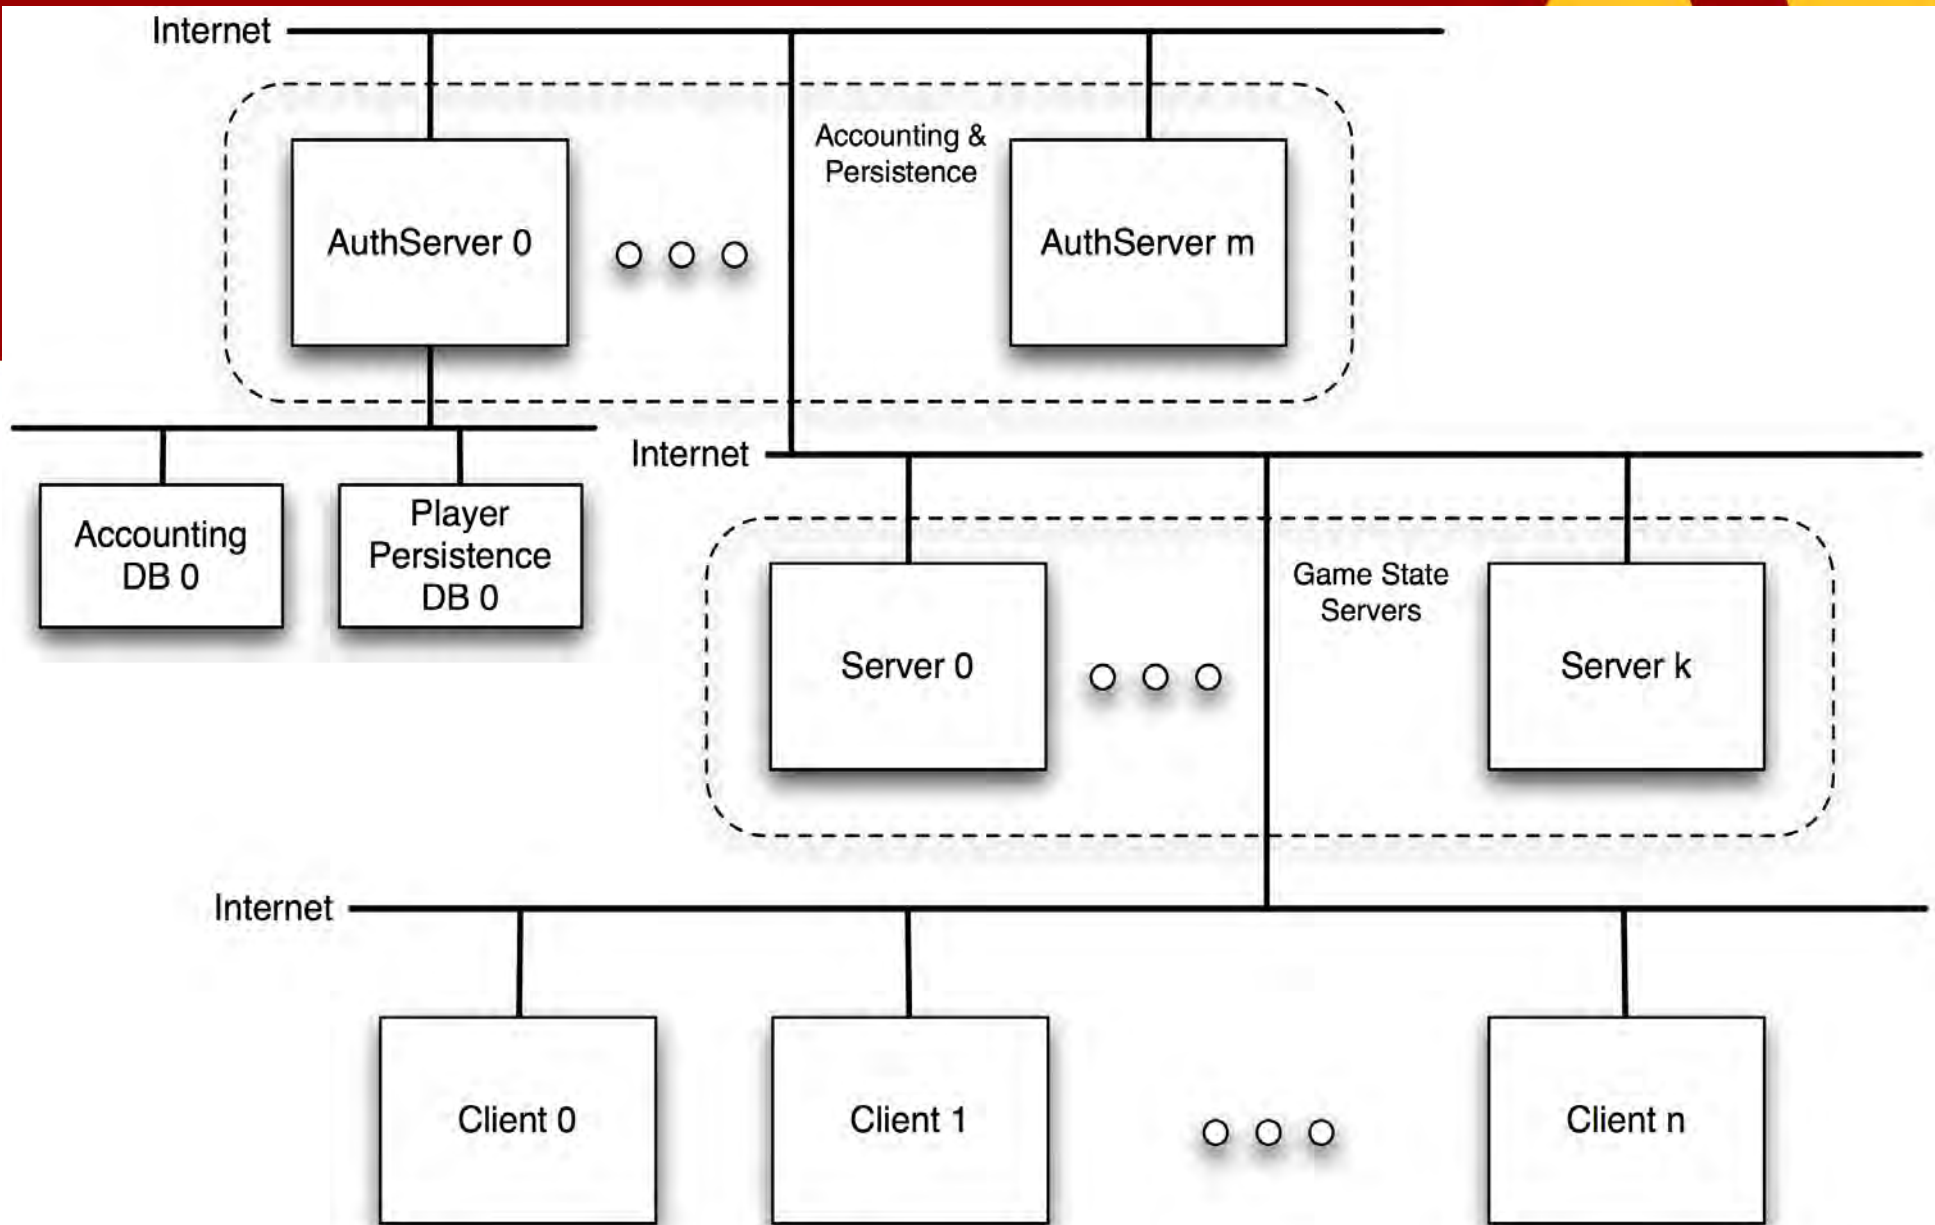 Internet
Accounting &
Persistence
AuthServer 0
AuthServer m
Internet
Accounting
DB 0
Player
Persistence
DB 0
Game State
Servers
Server 0
Server k
Internet
Client 0
Client 1
Client n